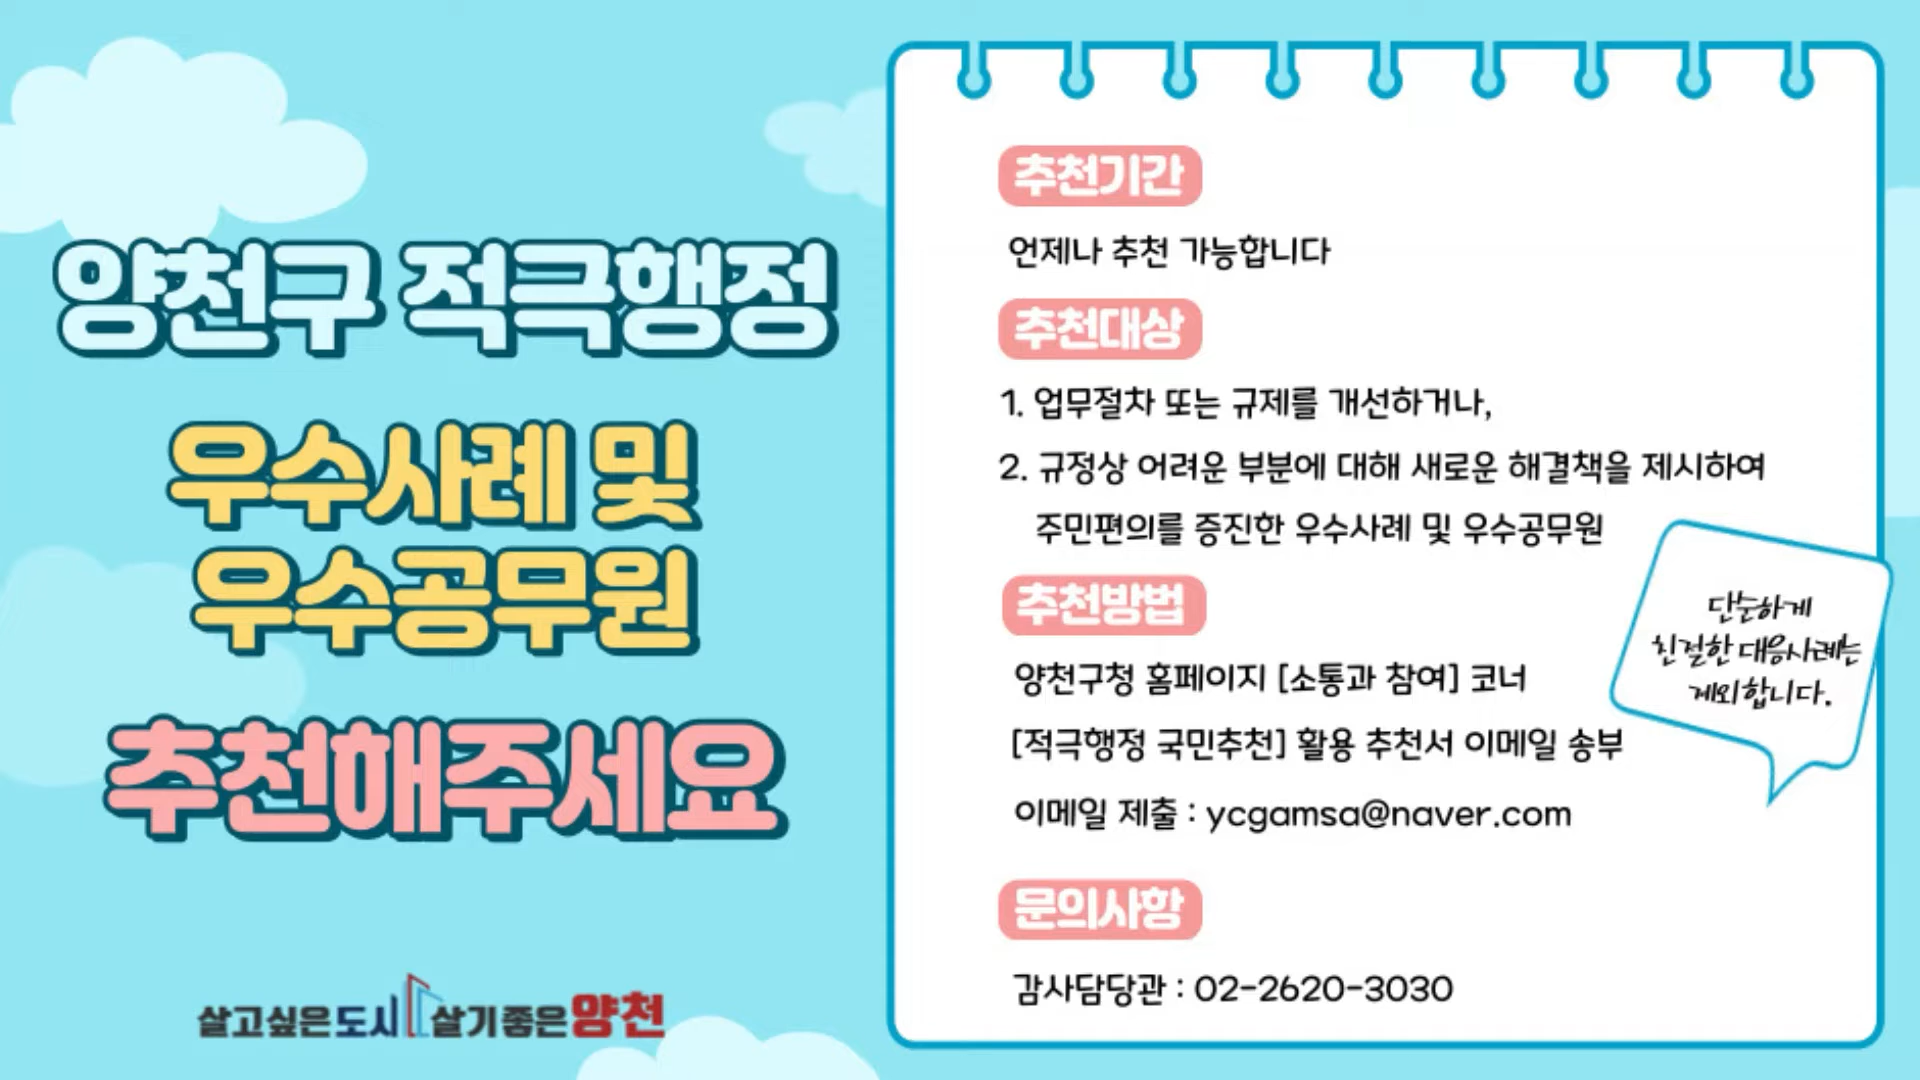 양천구 적극행정
우수사례 및
우수공무원
추천해주세요
살고싶은도시 살기좋은양천
추천기간
언제나 추천 가능합니다
추천대상
1. 업무절차 또는 규제를 개선하거나,
2. 규정상 어려운 부분에 대해 새로운 해결책을 제시하여
주민편의를 증진한 우수사례 및 우수공무원
추천방법
양천구청 홈페이지 [소통과 참여] 코너
[적극행정 국민추천] 활용 추천서 이메일 송부
이메일 제출 : ycgamsa@naver.com
단순하게
친절한 대응사례는
제외합니다.
문의사항
감사담당관 : 02-2620-3030